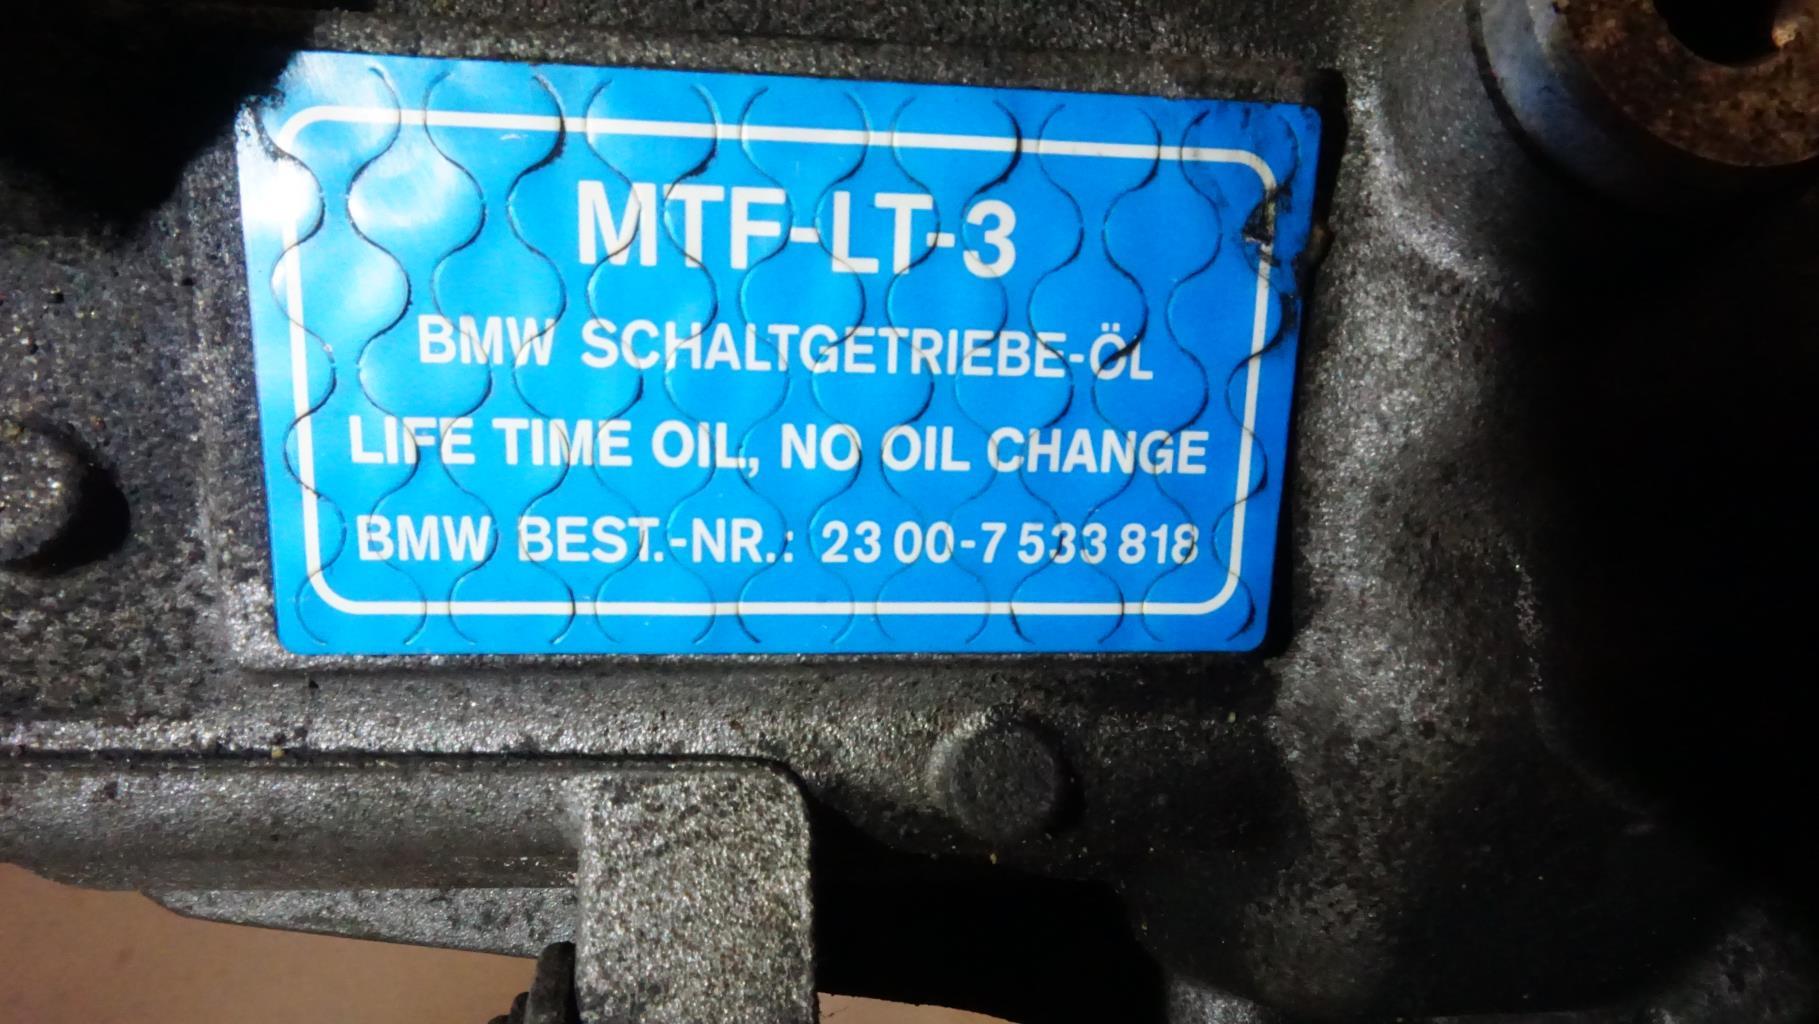 MTF-LT-3
BMW SCHALTGETRIEBE-ÖL
LIFE TIME OIL, NO OIL CHANGE
BMW BEST.-NR.: 23 00-7 533 818